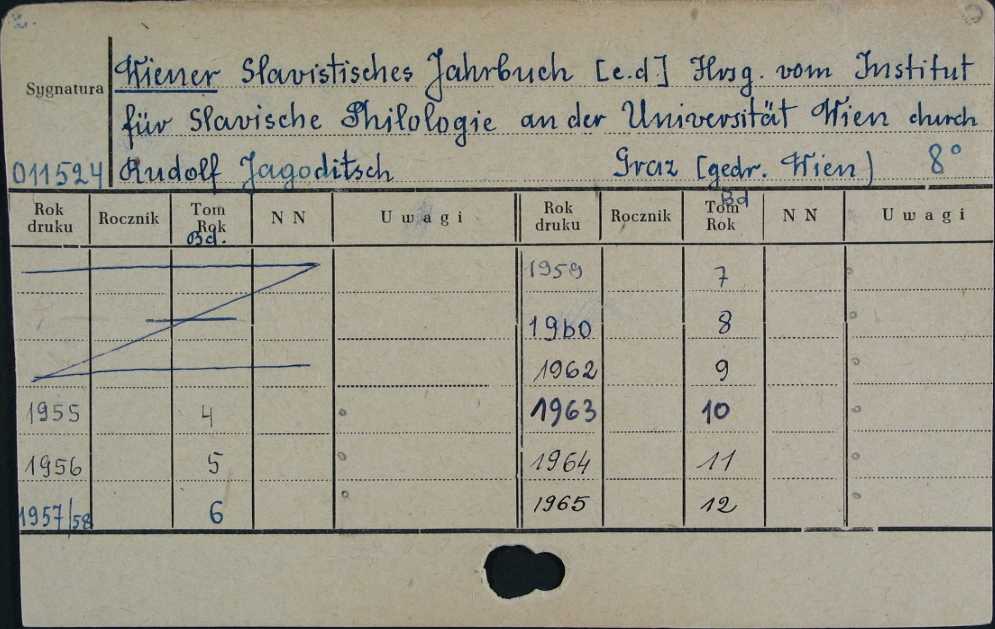 Sygnatura
Wiener Slavistisches Jahrbuch [e.d] Hrsg. vom Institut
für Slavische Philologie an der Universität Wien durch
011524 Rudolf Jagoditsch Graz [gedr. Wien) 8°
Rok druku Rocznik Tom Rok Bd. N N Uwagi Rok druku Rocznik Tom Bd Rok N N Uwagi
1959 7
1960 8
1962 9
1955 4 1963 10
1956 5 1964 11
1957/58 6 1965 12